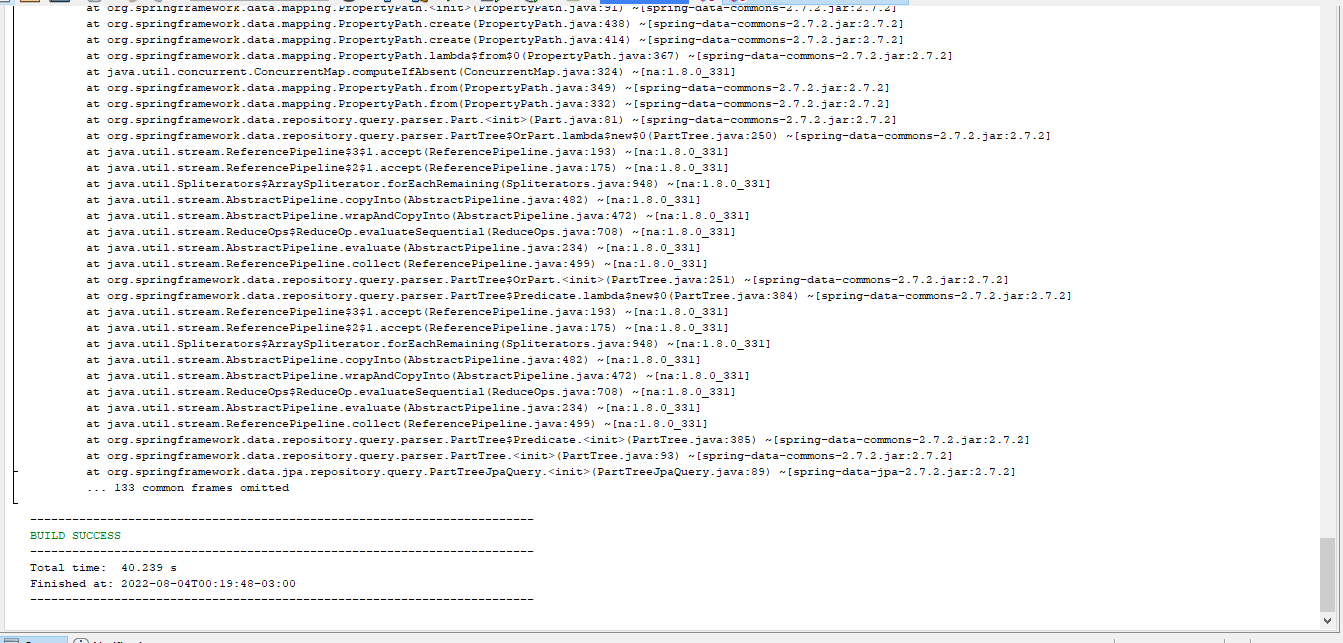 at org.springframework.data.mapping.PropertyPath.<init>(PropertyPath.java:91) ~[spring-data-commons-2.7.2.jar:2.7.2]
at org.springframework.data.mapping.PropertyPath.create(PropertyPath.java:438) ~[spring-data-commons-2.7.2.jar:2.7.2]
at org.springframework.data.mapping.PropertyPath.create(PropertyPath.java:414) ~[spring-data-commons-2.7.2.jar:2.7.2]
at org.springframework.data.mapping.PropertyPath.lambda$from$0(PropertyPath.java:367) ~[spring-data-commons-2.7.2.jar:2.7.2]
at java.util.concurrent.ConcurrentMap.computeIfAbsent(ConcurrentMap.java:324) ~[na:1.8.0_331]
at org.springframework.data.mapping.PropertyPath.from(PropertyPath.java:349) ~[spring-data-commons-2.7.2.jar:2.7.2]
at org.springframework.data.mapping.PropertyPath.from(PropertyPath.java:332) ~[spring-data-commons-2.7.2.jar:2.7.2]
at org.springframework.data.repository.query.parser.Part.<init>(Part.java:81) ~[spring-data-commons-2.7.2.jar:2.7.2]
at org.springframework.data.repository.query.parser.PartTree$OrPart.lambda$new$0(PartTree.java:250) ~[spring-data-commons-2.7.2.jar:2.7.2]
at java.util.stream.ReferencePipeline$3$1.accept(ReferencePipeline.java:193) ~[na:1.8.0_331]
at java.util.stream.ReferencePipeline$2$1.accept(ReferencePipeline.java:175) ~[na:1.8.0_331]
at java.util.Spliterators$ArraySpliterator.forEachRemaining(Spliterators.java:948) ~[na:1.8.0_331]
at java.util.stream.AbstractPipeline.copyInto(AbstractPipeline.java:482) ~[na:1.8.0_331]
at java.util.stream.AbstractPipeline.wrapAndCopyInto(AbstractPipeline.java:472) ~[na:1.8.0_331]
at java.util.stream.ReduceOps$ReduceOp.evaluateSequential(ReduceOps.java:708) ~[na:1.8.0_331]
at java.util.stream.AbstractPipeline.evaluate(AbstractPipeline.java:234) ~[na:1.8.0_331]
at java.util.stream.ReferencePipeline.collect(ReferencePipeline.java:499) ~[na:1.8.0_331]
at org.springframework.data.repository.query.parser.PartTree$OrPart.<init>(PartTree.java:251) ~[spring-data-commons-2.7.2.jar:2.7.2]
at org.springframework.data.repository.query.parser.PartTree$Predicate.lambda$new$0(PartTree.java:384) ~[spring-data-commons-2.7.2.jar:2.7.2]
at java.util.stream.ReferencePipeline$3$1.accept(ReferencePipeline.java:193) ~[na:1.8.0_331]
at java.util.stream.ReferencePipeline$2$1.accept(ReferencePipeline.java:175) ~[na:1.8.0_331]
at java.util.Spliterators$ArraySpliterator.forEachRemaining(Spliterators.java:948) ~[na:1.8.0_331]
at java.util.stream.AbstractPipeline.copyInto(AbstractPipeline.java:482) ~[na:1.8.0_331]
at java.util.stream.AbstractPipeline.wrapAndCopyInto(AbstractPipeline.java:472) ~[na:1.8.0_331]
at java.util.stream.ReduceOps$ReduceOp.evaluateSequential(ReduceOps.java:708) ~[na:1.8.0_331]
at java.util.stream.AbstractPipeline.evaluate(AbstractPipeline.java:234) ~[na:1.8.0_331]
at java.util.stream.ReferencePipeline.collect(ReferencePipeline.java:499) ~[na:1.8.0_331]
at org.springframework.data.repository.query.parser.PartTree$Predicate.<init>(PartTree.java:385) ~[spring-data-commons-2.7.2.jar:2.7.2]
at org.springframework.data.repository.query.parser.PartTree.<init>(PartTree.java:93) ~[spring-data-commons-2.7.2.jar:2.7.2]
at org.springframework.data.jpa.repository.query.PartTreeJpaQuery.<init>(PartTreeJpaQuery.java:89) ~[spring-data-jpa-2.7.2.jar:2.7.2]
... 133 common frames omitted
------------------------------------------------------------------------
BUILD SUCCESS
------------------------------------------------------------------------
Total time:  40.239 s
Finished at: 2022-08-04T00:19:48-03:00
------------------------------------------------------------------------